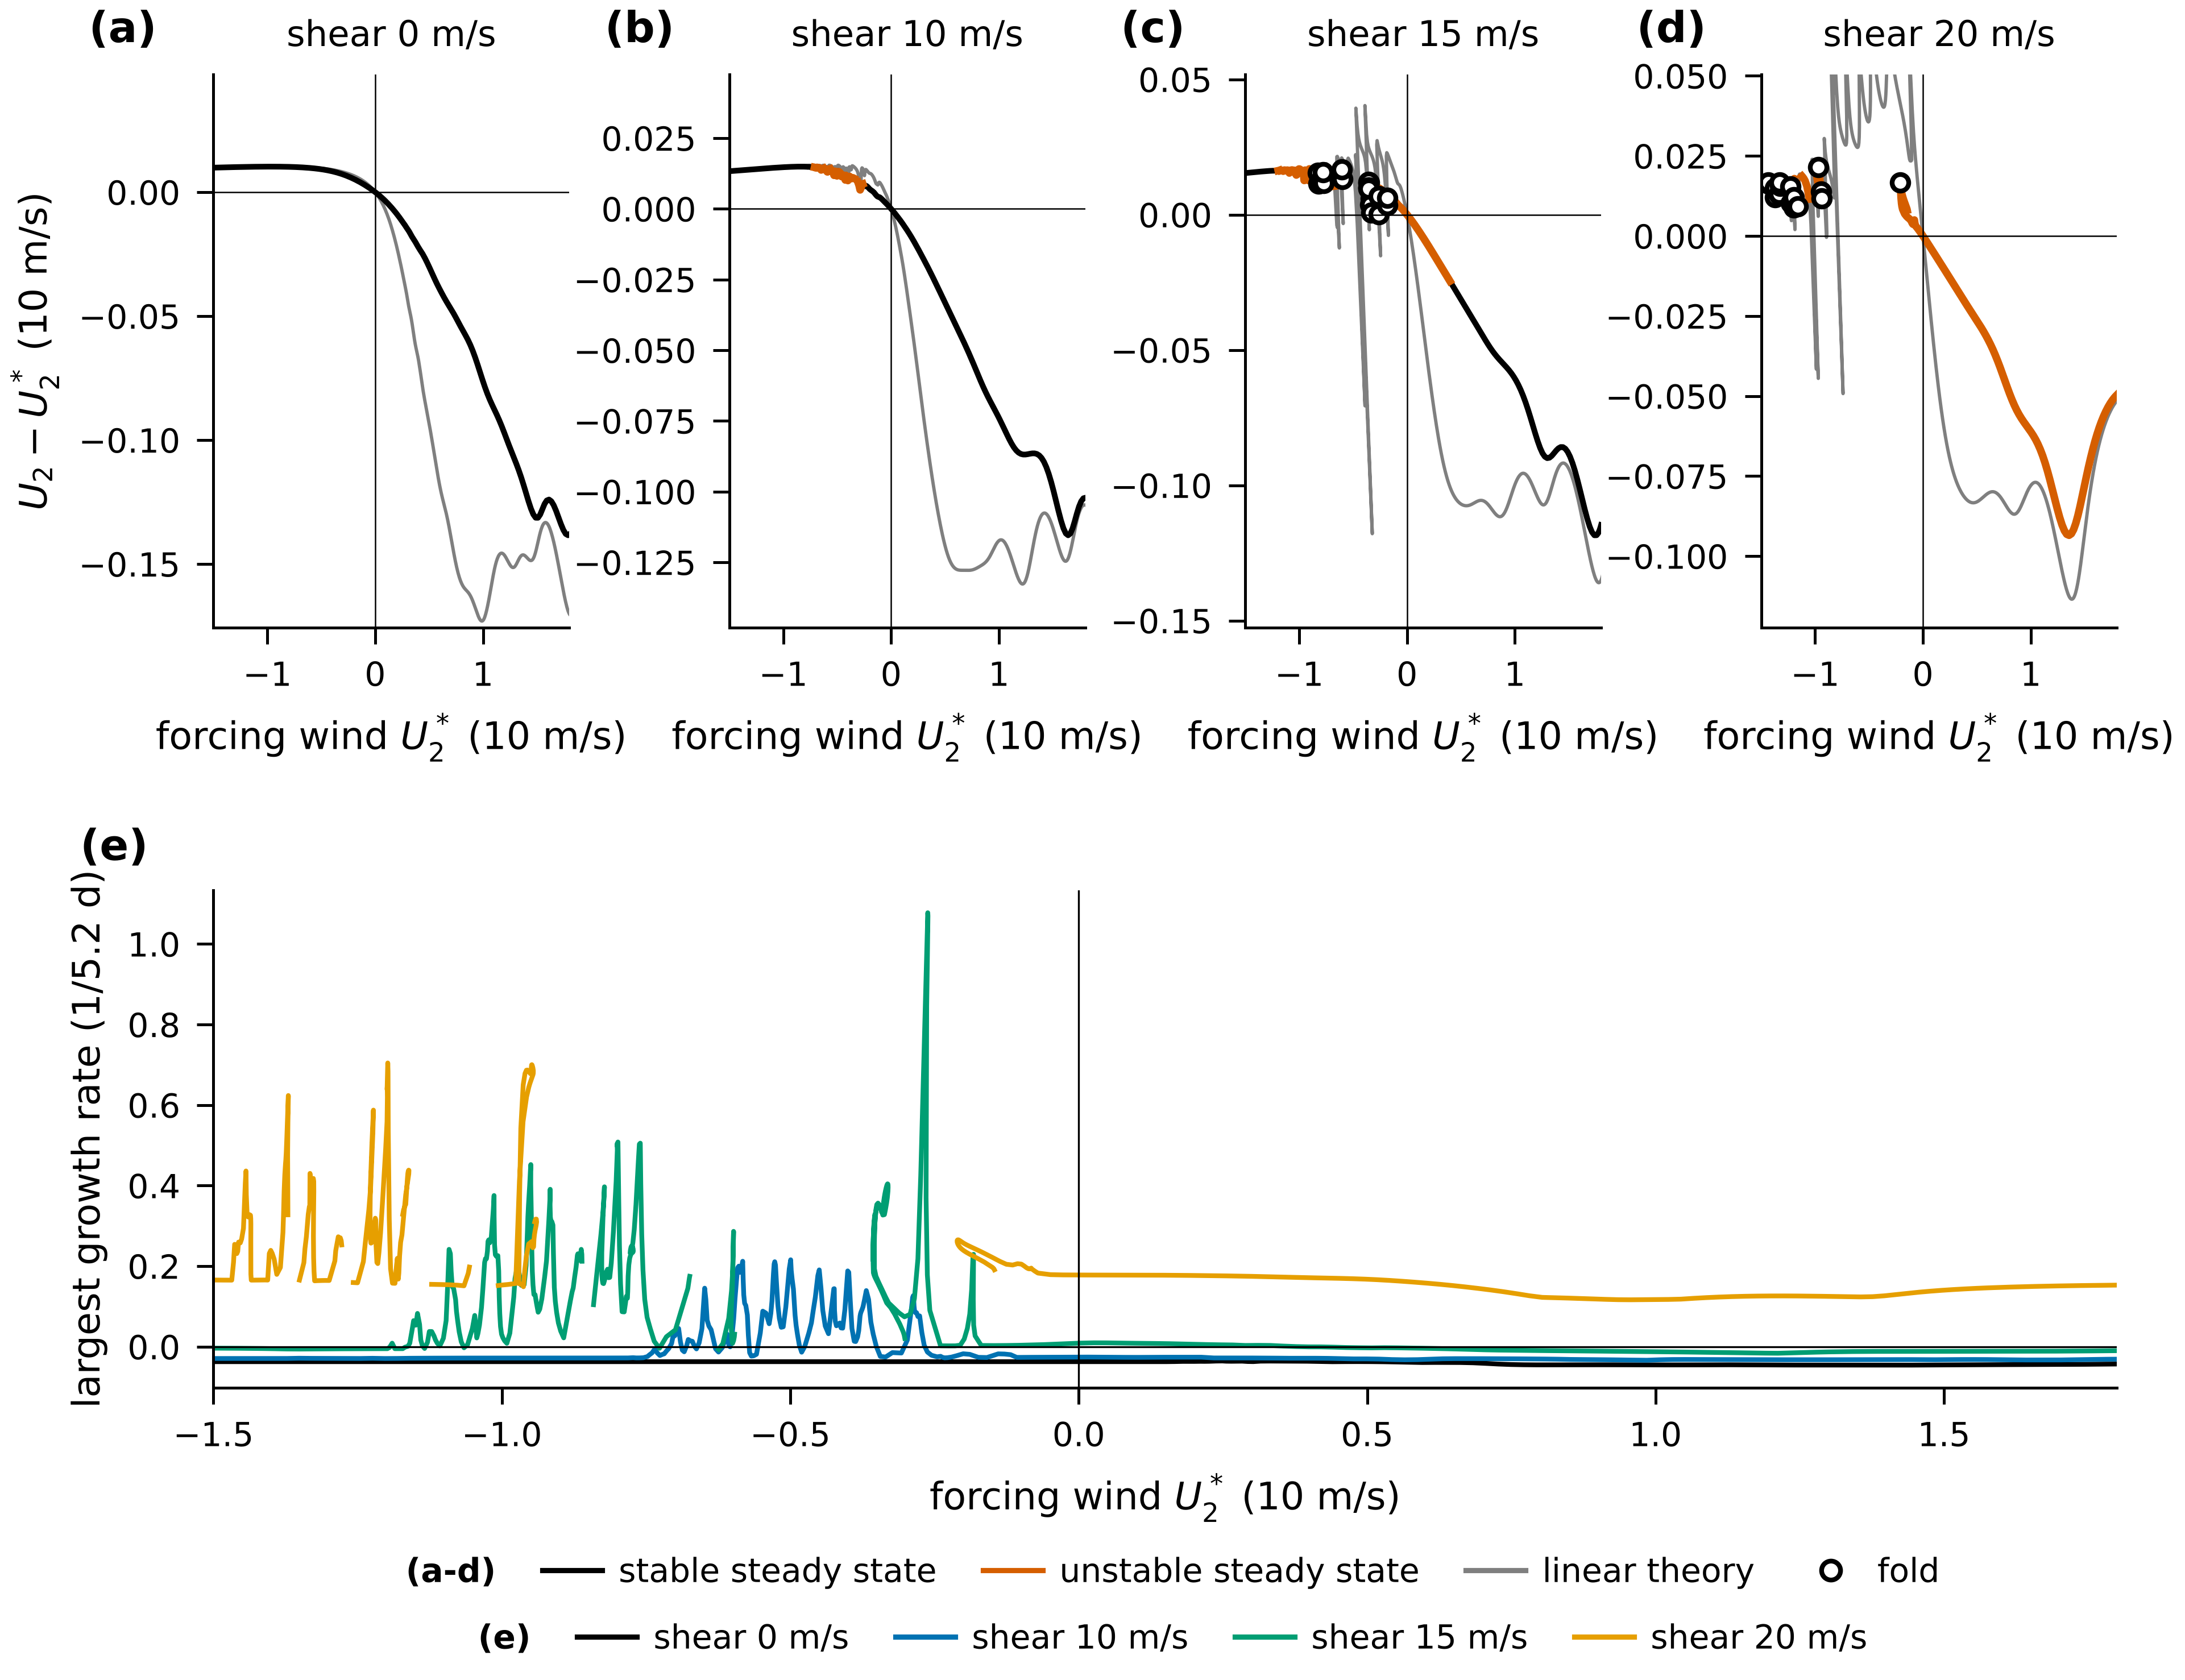 (a) shear 0 m/s
(b) shear 10 m/s
(c) shear 15 m/s
(d) shear 20 m/s
U₂ − U₂* (10 m/s)
0.00
−0.05
−0.10
−0.15
−1 0 1
forcing wind U₂* (10 m/s)
0.025
0.000
−0.025
−0.050
−0.075
−0.100
−0.125
−1 0 1
forcing wind U₂* (10 m/s)
0.05
0.00
−0.05
−0.10
−0.15
−1 0 1
forcing wind U₂* (10 m/s)
0.050
0.025
0.000
−0.025
−0.050
−0.075
−0.100
−1 0 1
forcing wind U₂* (10 m/s)
(e)
largest growth rate (1/5.2 d)
1.0
0.8
0.6
0.4
0.2
0.0
−1.5 −1.0 −0.5 0.0 0.5 1.0 1.5
forcing wind U₂* (10 m/s)
(a-d) stable steady state unstable steady state linear theory fold
(e) shear 0 m/s shear 10 m/s shear 15 m/s shear 20 m/s